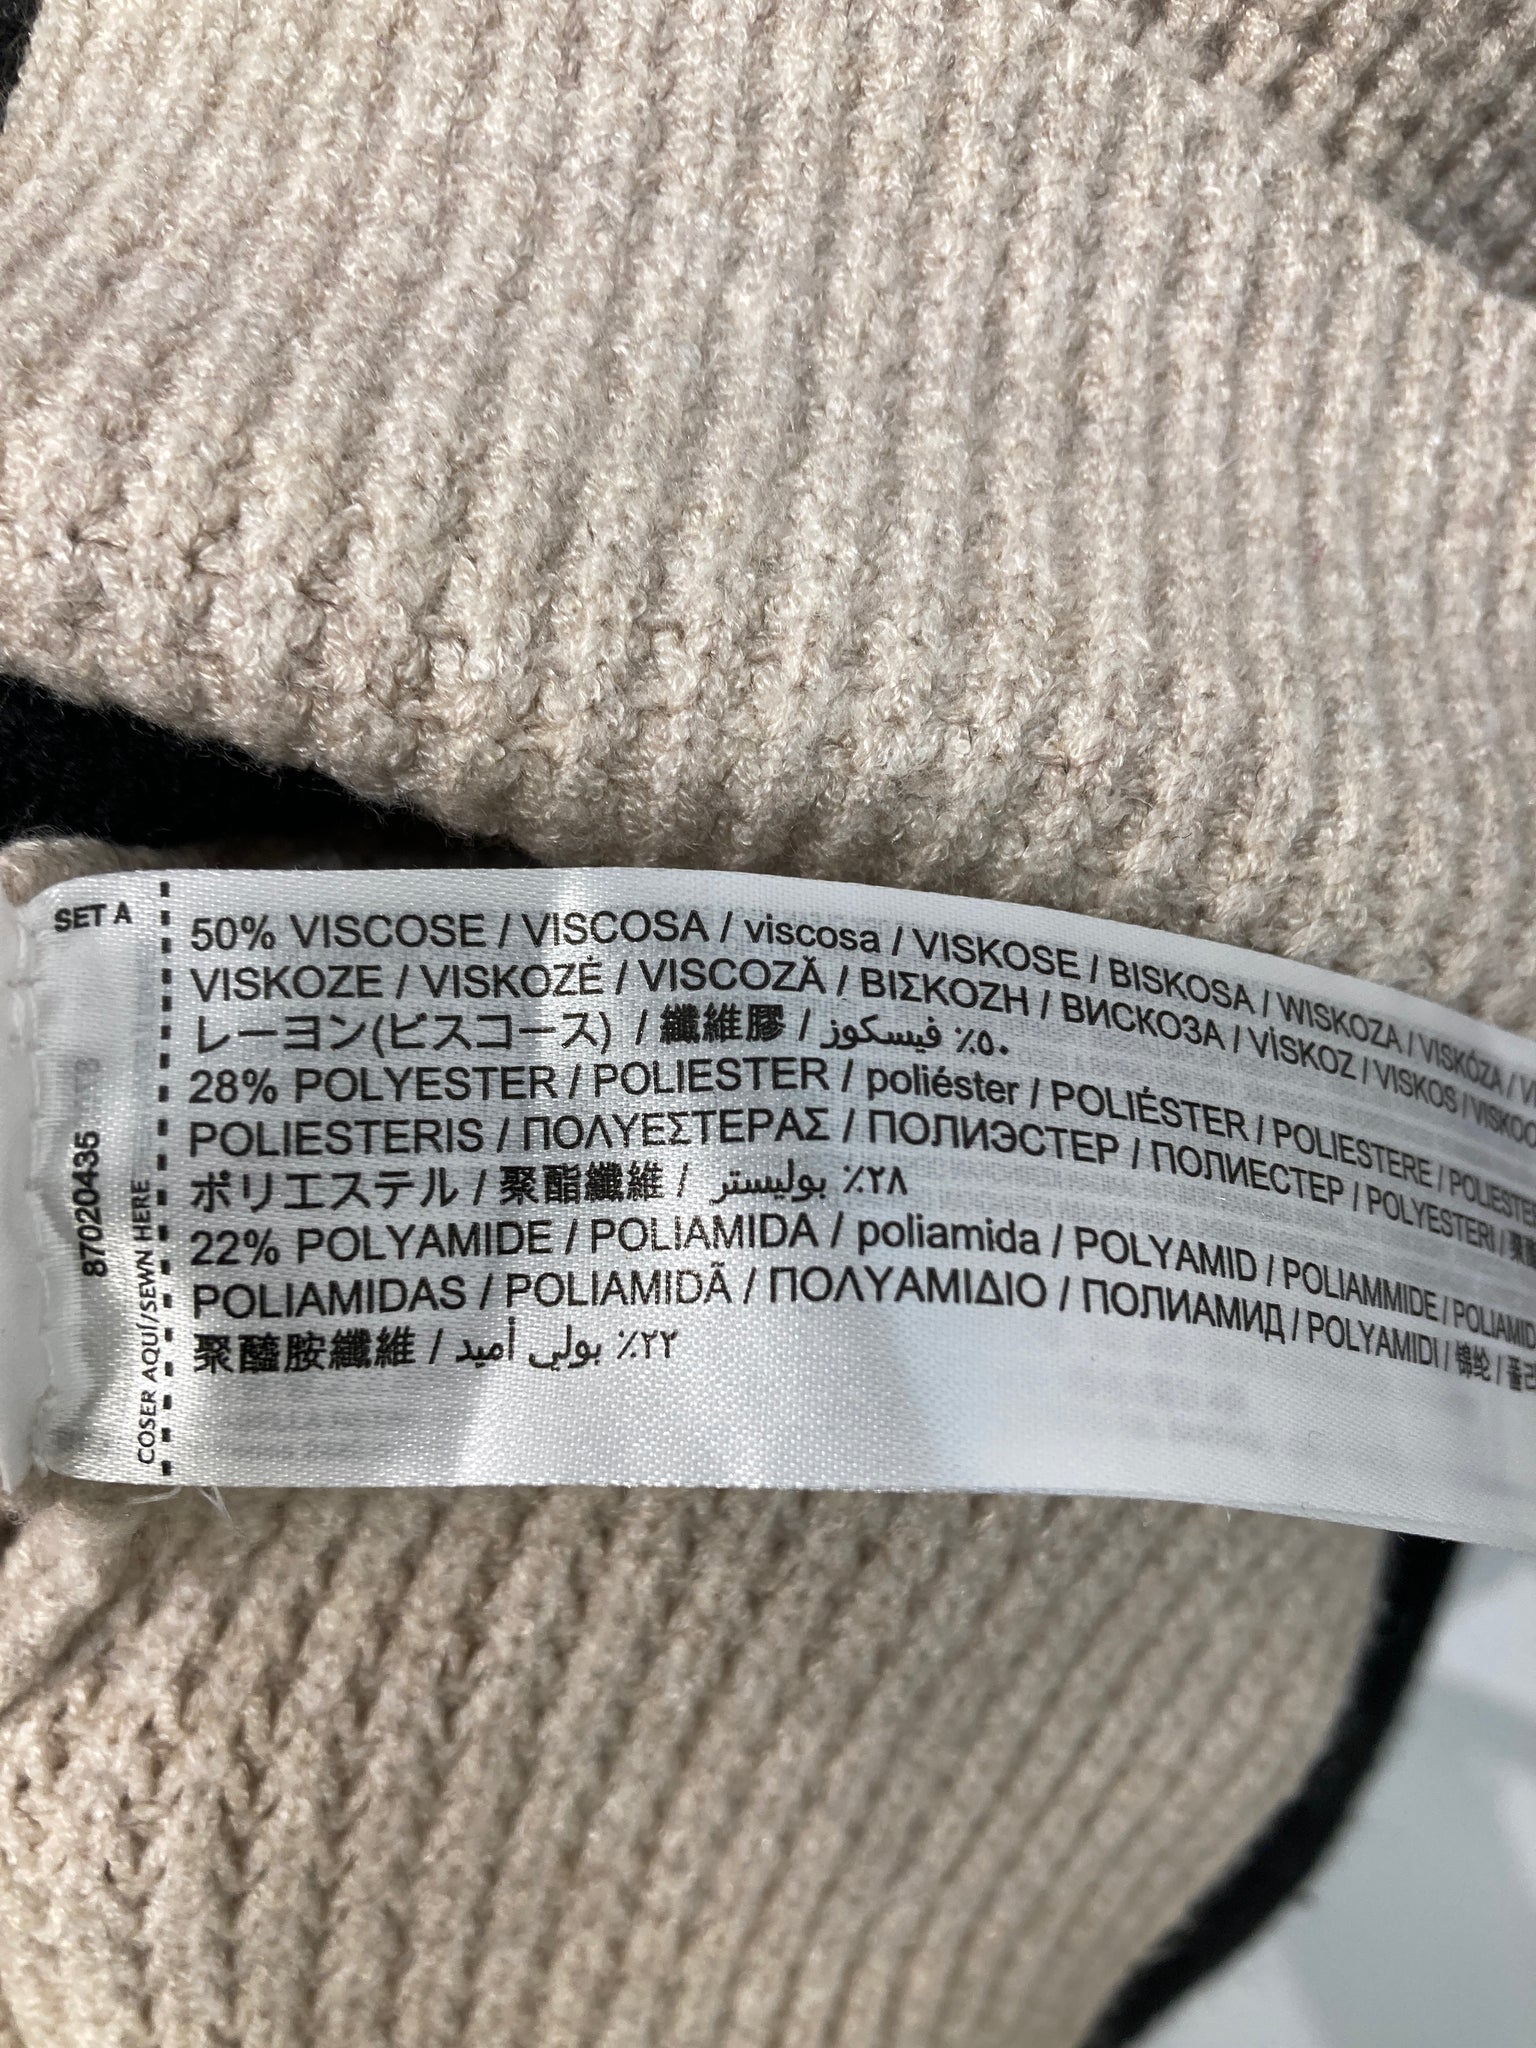 SET A
87020435
COSER AQUÍ/SEWN HERE
50% VISCOSE / VISCOSA / viscosa / VISKOSE / BISKOSA / WISKOZA / VISKÓZA /
VISKOZE / VISKOZĖ / VISCOZĂ / ΒΙΣΚΟΖΗ / ВИСКОЗА / VİSKOZ / VISKOS /
レーヨン(ビスコース) / 纖維膠 / ٪٥٠ فيسكوز
28% POLYESTER / POLIESTER / poliéster / POLIÉSTER / POLIESTERE /
POLIESTERIS / ΠΟΛΥΕΣΤΕΡΑΣ / ПОЛИЭСТЕР / ПОЛИЕСТЕР / POLYESTERI /
ポリエステル / 聚酯纖維 / ٪٢٨ بوليستر
22% POLYAMIDE / POLIAMIDA / poliamida / POLYAMID / POLIAMMIDE /
POLIAMIDAS / POLIAMIDĂ / ΠΟΛΥΑΜΙΔΙΟ / ПОЛИАМИД / POLYAMIDI / 锦纶 /
聚醯胺纖維 / ٪٢٢ بولي أميد